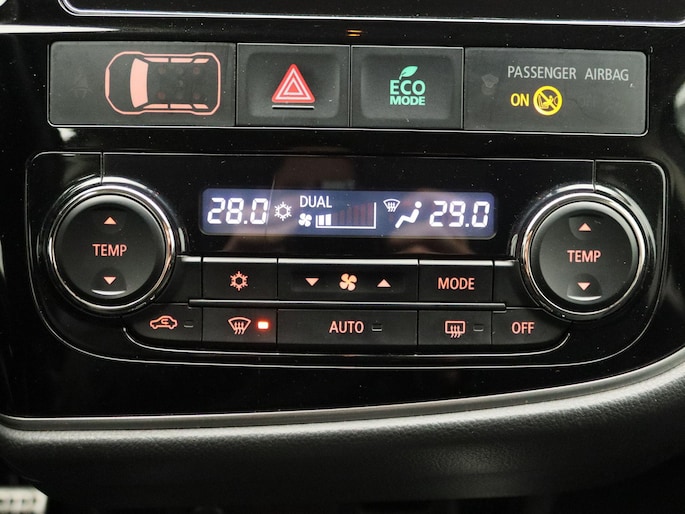 ECO
MODE
PASSENGER AIRBAG
ON
28.0 DUAL 29.0
TEMP
TEMP
MODE
AUTO
OFF